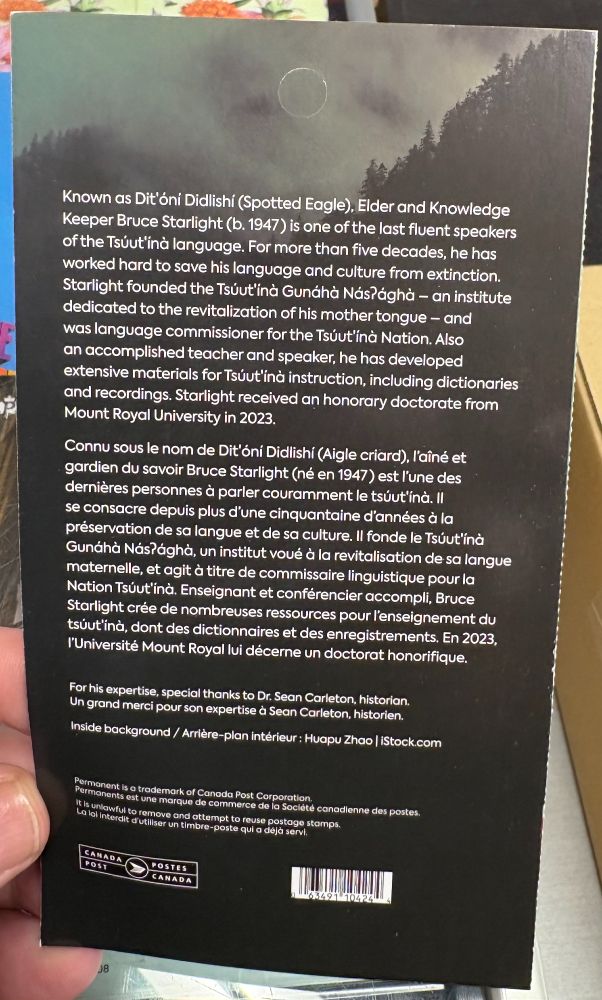 Known as Dit'óní Didlishí (Spotted Eagle), Elder and Knowledge
Keeper Bruce Starlight (b. 1947) is one of the last fluent speakers
of the Tsúut'ínà language. For more than five decades, he has
worked hard to save his language and culture from extinction.
Starlight founded the Tsúut'ínà Gunáhà Násʔághà – an institute
dedicated to the revitalization of his mother tongue – and
was language commissioner for the Tsúut'ínà Nation. Also
an accomplished teacher and speaker, he has developed
extensive materials for Tsúut'ínà instruction, including dictionaries
and recordings. Starlight received an honorary doctorate from
Mount Royal University in 2023.
Connu sous le nom de Dit'óní Didlishí (Aigle criard), l'aîné et
gardien du savoir Bruce Starlight (né en 1947) est l'une des
dernières personnes à parler couramment le tsúut'ínà. Il
se consacre depuis plus d'une cinquantaine d'années à la
préservation de sa langue et de sa culture. Il fonde le Tsúut'ínà
Gunáhà Násʔághà, un institut voué à la revitalisation de sa langue
maternelle, et agit à titre de commissaire linguistique pour la
Nation Tsúut'ínà. Enseignant et conférencier accompli, Bruce
Starlight crée de nombreuses ressources pour l'enseignement du
tsúut'ínà, dont des dictionnaires et des enregistrements. En 2023,
l'Université Mount Royal lui décerne un doctorat honorifique.
For his expertise, special thanks to Dr. Sean Carleton, historian.
Un grand merci pour son expertise à Sean Carleton, historien.
Inside background / Arrière-plan intérieur : Huapu Zhao | iStock.com
Permanent is a trademark of Canada Post Corporation.
Permanents est une marque de commerce de la Société canadienne des postes.
It is unlawful to remove and attempt to reuse postage stamps.
La loi interdit d'utiliser un timbre-poste qui a déjà servi.
CANADA POST
POSTES CANADA
0 63491 10424 4